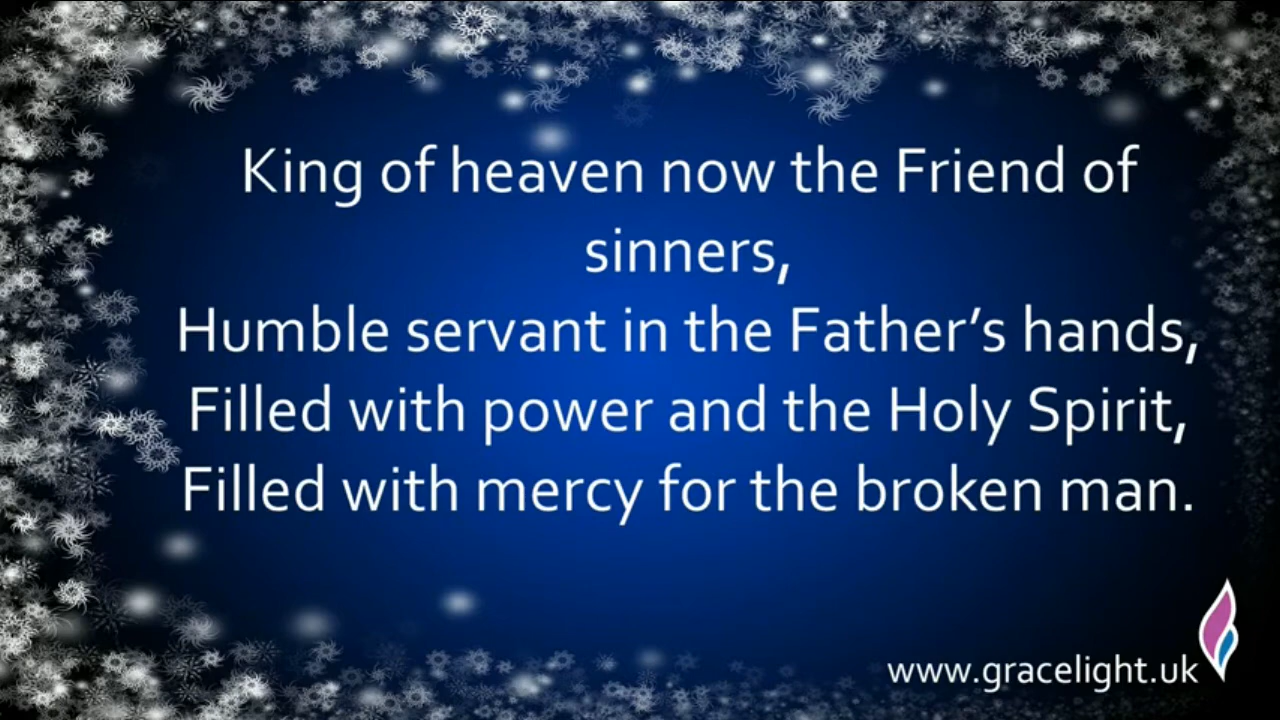 King of heaven now the Friend of
sinners,
Humble servant in the Father’s hands,
Filled with power and the Holy Spirit,
Filled with mercy for the broken man.
www.gracelight.uk